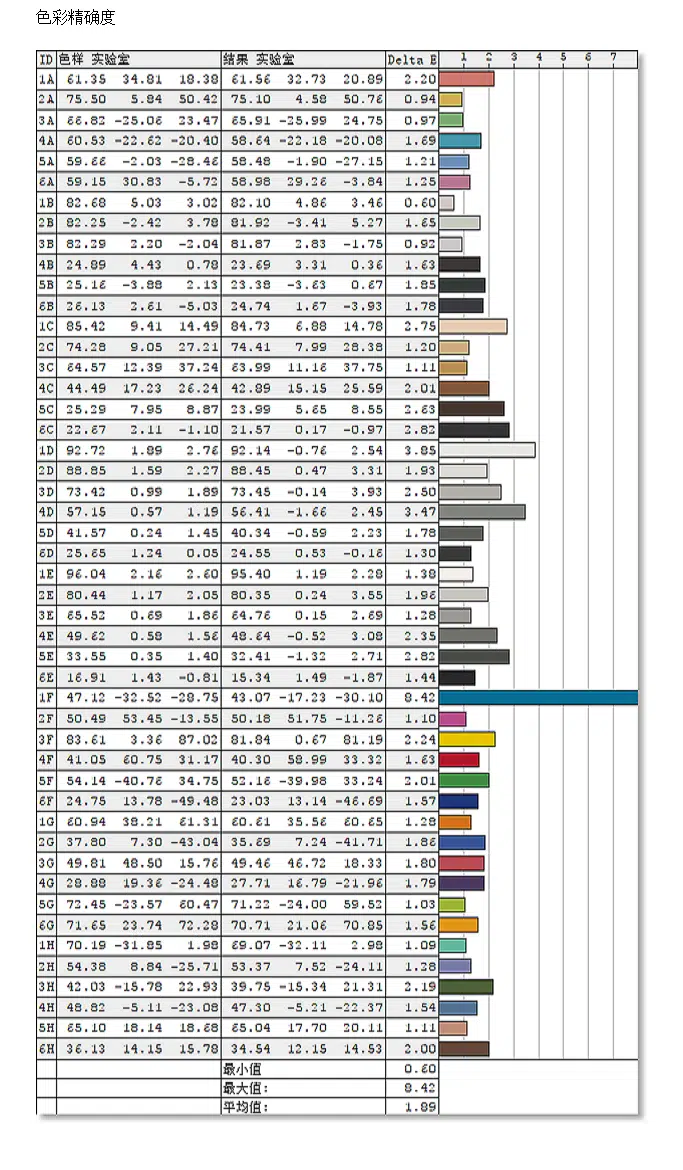 色彩精确度
ID 色样 实验室 结果 实验室 Delta E 1 2 3 4 5 6 7
1A 61.35 34.81 18.38 61.56 32.73 20.89 2.20
2A 75.50 5.84 50.42 75.10 4.58 50.76 0.94
3A 66.82 -25.06 23.47 65.91 -25.99 24.75 0.97
4A 60.53 -22.62 -20.40 58.64 -22.18 -20.08 1.69
5A 59.66 -2.03 -28.46 58.48 -1.90 -27.15 1.21
6A 59.15 30.83 -5.72 58.98 29.26 -3.84 1.25
1B 82.68 5.03 3.02 82.10 4.86 3.46 0.60
2B 82.25 -2.42 3.78 81.92 -3.41 5.27 1.65
3B 82.29 2.20 -2.04 81.87 2.83 -1.75 0.92
4B 24.89 4.43 0.78 23.69 3.31 0.36 1.63
5B 25.16 -3.88 2.13 23.38 -3.63 0.67 1.85
6B 26.13 2.61 -5.03 24.74 1.67 -3.93 1.78
1C 85.42 9.41 14.49 84.73 6.88 14.78 2.75
2C 74.28 9.05 27.21 74.41 7.99 28.38 1.20
3C 64.57 12.39 37.24 63.99 11.16 37.75 1.11
4C 44.49 17.23 26.24 42.89 15.15 25.59 2.01
5C 25.29 7.95 8.87 23.99 5.65 8.55 2.63
6C 22.67 2.11 -1.10 21.57 0.17 -0.97 2.82
1D 92.72 1.89 2.76 92.14 -0.76 2.54 3.85
2D 88.85 1.59 2.27 88.45 0.47 3.31 1.93
3D 73.42 0.99 1.89 73.45 -0.14 3.93 2.50
4D 57.15 0.57 1.19 56.41 -1.66 2.45 3.47
5D 41.57 0.24 1.45 40.34 -0.59 2.23 1.78
6D 25.65 1.24 0.05 24.55 0.53 -0.16 1.30
1E 96.04 2.16 2.60 95.40 1.19 2.28 1.38
2E 80.44 1.17 2.05 80.35 0.24 3.55 1.96
3E 65.52 0.69 1.86 64.76 0.15 2.69 1.28
4E 49.62 0.58 1.56 48.64 -0.52 3.08 2.35
5E 33.55 0.35 1.40 32.41 -1.32 2.71 2.82
6E 16.91 1.43 -0.81 15.34 1.49 -1.87 1.44
1F 47.12 -32.52 -28.75 43.07 -17.23 -30.10 8.42
2F 50.49 53.45 -13.55 50.18 51.75 -11.26 1.10
3F 83.61 3.36 87.02 81.84 0.67 81.19 2.24
4F 41.05 60.75 31.17 40.30 58.99 33.32 1.63
5F 54.14 -40.76 34.75 52.16 -39.98 33.24 2.01
6F 24.75 13.78 -49.48 23.03 13.14 -46.69 1.57
1G 60.94 38.21 61.31 60.61 35.56 60.65 1.28
2G 37.80 7.30 -43.04 35.69 7.24 -41.71 1.86
3G 49.81 48.50 15.76 49.46 46.72 18.33 1.80
4G 28.88 19.36 -24.48 27.71 16.79 -21.96 1.79
5G 72.45 -23.57 60.47 71.22 -24.00 59.52 1.03
6G 71.65 23.74 72.28 70.71 21.06 70.85 1.56
1H 70.19 -31.85 1.98 69.07 -32.11 2.98 1.09
2H 54.38 8.84 -25.71 53.37 7.52 -24.11 1.28
3H 42.03 -15.78 22.93 39.75 -15.34 21.31 2.19
4H 48.82 -5.11 -23.08 47.30 -5.21 -22.37 1.54
5H 65.10 18.14 18.68 65.04 17.70 20.11 1.11
6H 36.13 14.15 15.78 34.54 12.15 14.53 2.00
最小值 0.60
最大值: 8.42
平均值: 1.89